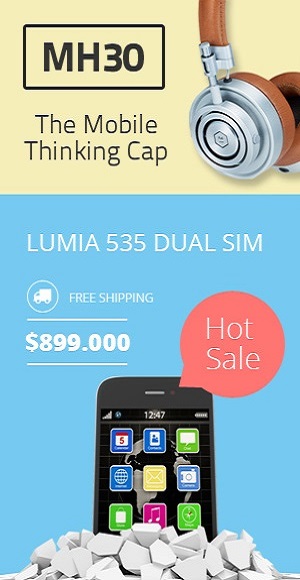 MH30
The Mobile
Thinking Cap
LUMIA 535 DUAL SIM
FREE SHIPPING
$899.000
Hot
Sale
12:47